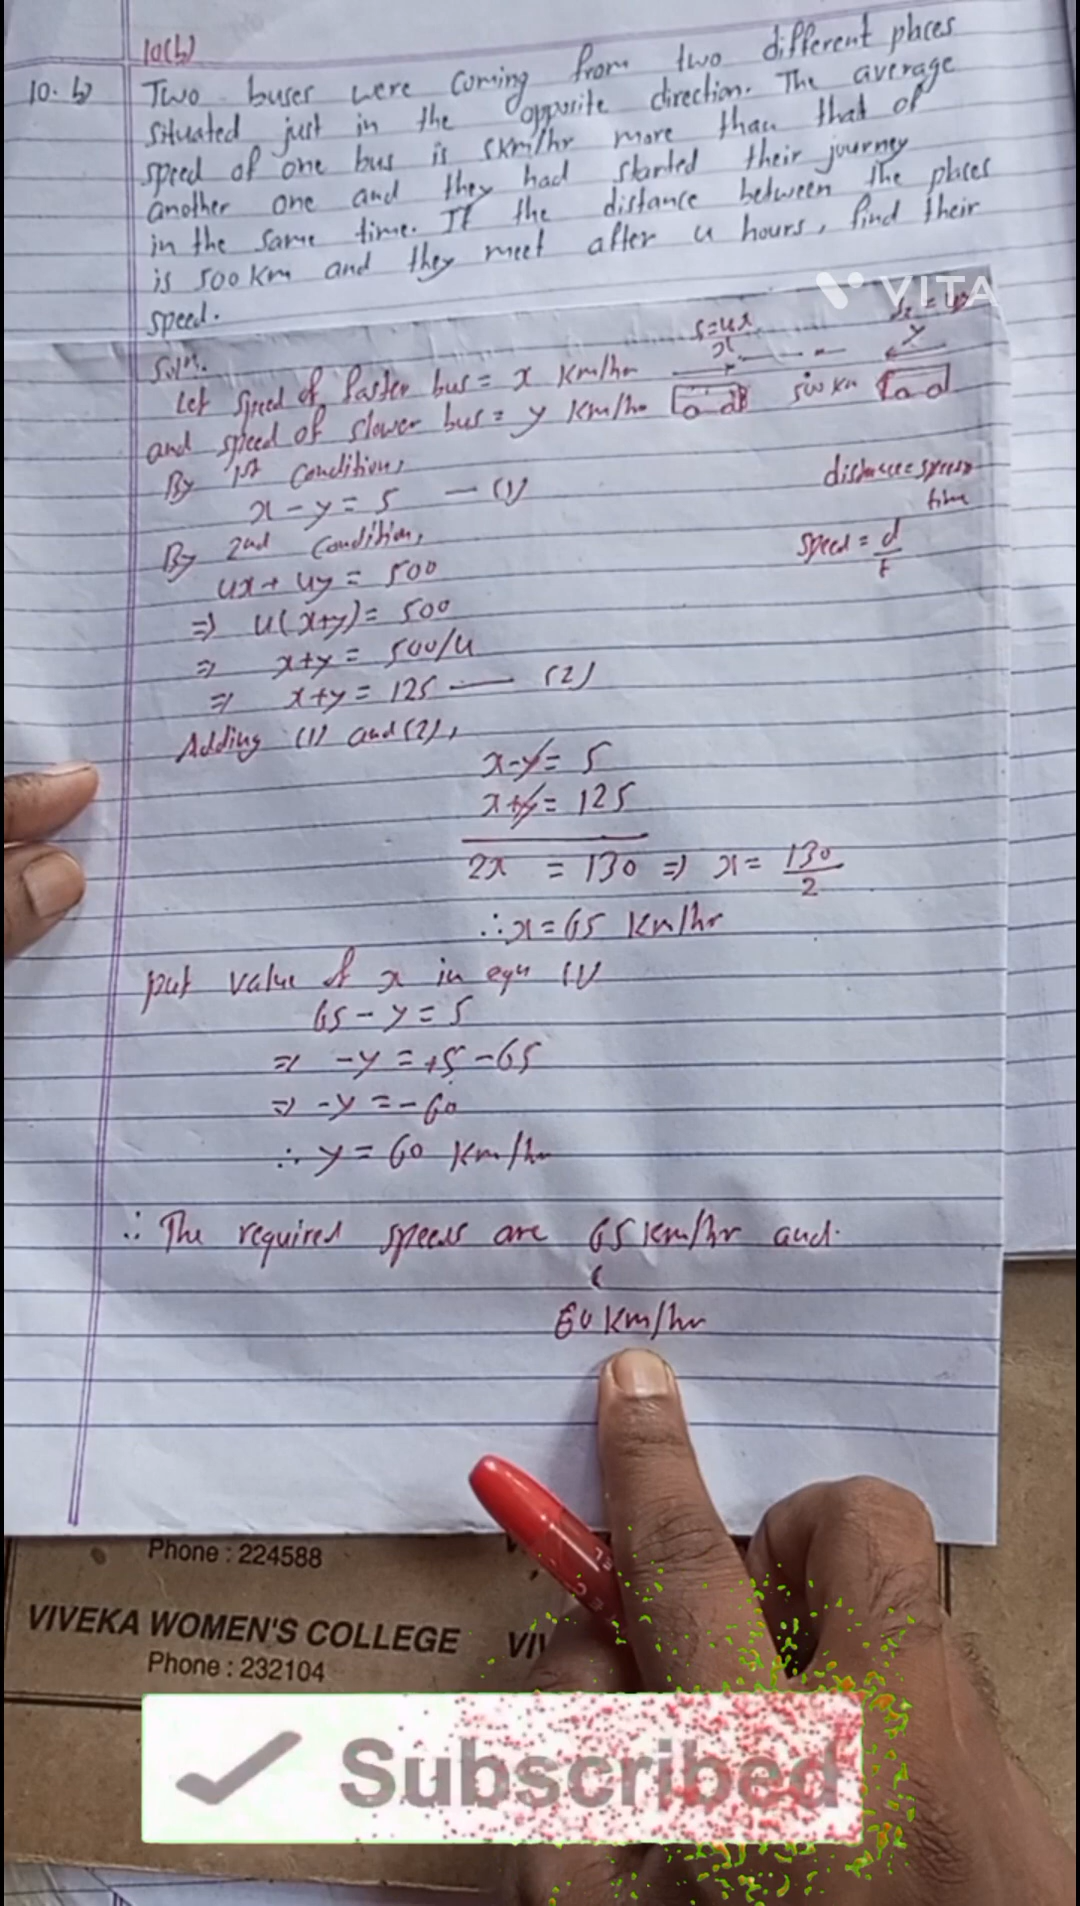 10(b)
10. b) Two buses were coming from two different places
situated just in the opposite direction. The average
speed of one bus is 5km/hr more than that of
another one and they had started their journey
in the same time. If the distance between the places
is 500 km and they meet after 4 hours, find their
speed.
VITA
Soln.
s=4x
x
y
Let speed of faster bus = x km/hr
500 km
and speed of slower bus = y km/hr
By 1st condition,
distance = speed x
time
x - y = 5 — (1)
By 2nd condition,
speed = d/t
4x + 4y = 500
⇒ 4(x+y) = 500
⇒ x+y = 500/4
⇒ x+y = 125 — (2)
Adding (1) and (2),
x-y = 5
x+y = 125
2x = 130 ⇒ x = 130/2
∴ x = 65 km/hr
put value of x in eqn (1)
65 - y = 5
⇒ -y = +5 - 65
⇒ -y = -60
∴ y = 60 km/hr
∴ The required speeds are 65 km/hr and
60 km/hr
Phone : 224588
VIVEKA WOMEN'S COLLEGE VIV
Phone : 232104
Subscribed